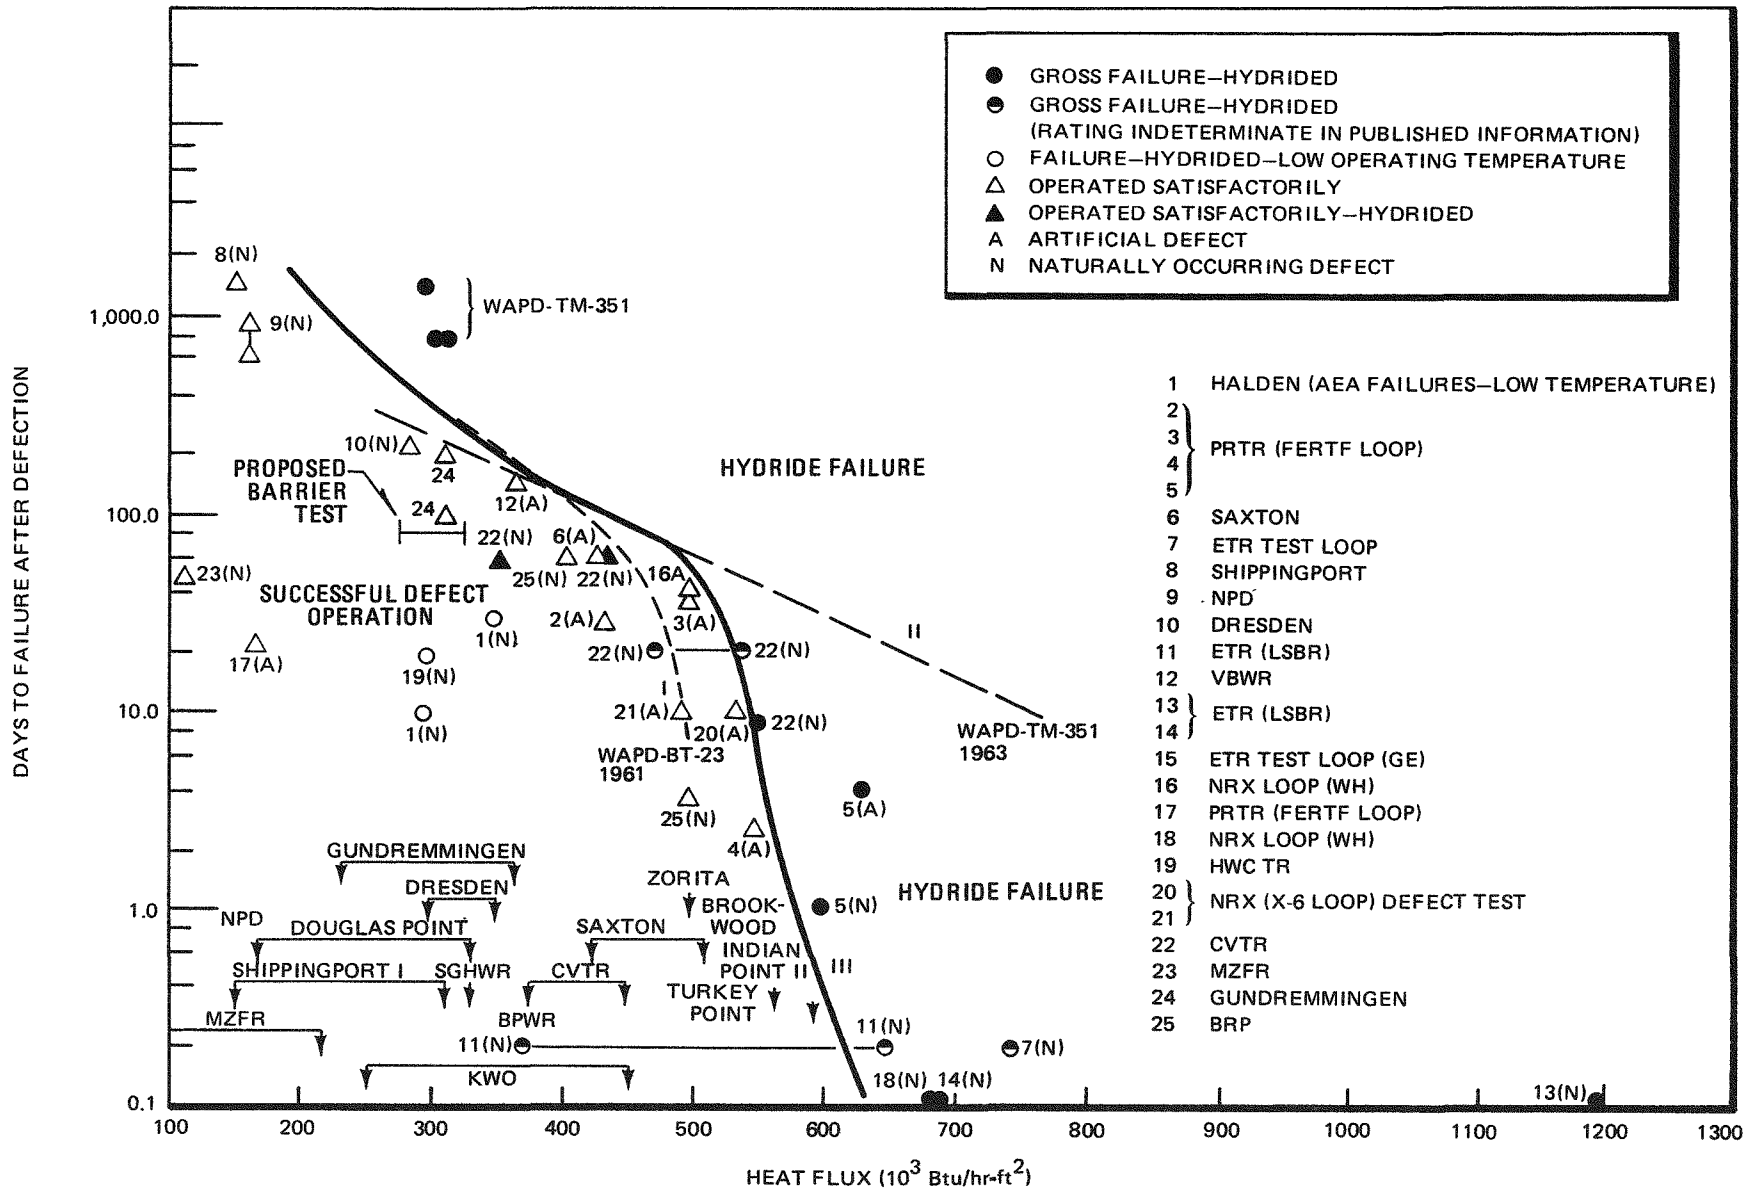 GROSS FAILURE–HYDRIDED
GROSS FAILURE–HYDRIDED
(RATING INDETERMINATE IN PUBLISHED INFORMATION)
FAILURE–HYDRIDED–LOW OPERATING TEMPERATURE
OPERATED SATISFACTORILY
OPERATED SATISFACTORILY–HYDRIDED
A ARTIFICIAL DEFECT
N NATURALLY OCCURRING DEFECT
DAYS TO FAILURE AFTER DEFECTION
1,000.0
100.0
10.0
1.0
0.1
8(N)
9(N)
WAPD-TM-351
10(N)
24
12(A)
PROPOSED
BARRIER
TEST
24
HYDRIDE FAILURE
22(N)
6(A)
25(N)
22(N)
16A
23(N)
SUCCESSFUL DEFECT
OPERATION
1(N)
2(A)
3(A)
II
17(A)
19(N)
22(N)
22(N)
I
1(N)
21(A)
20(A)
22(N)
WAPD-BT-23
1961
WAPD-TM-351
1963
25(N)
4(A)
5(A)
GUNDREMMINGEN
DRESDEN
ZORITA
HYDRIDE FAILURE
5(N)
NPD
DOUGLAS POINT
SAXTON
BROOK-
WOOD
INDIAN
POINT II
III
SHIPPINGPORT I
SGHWR
CVTR
TURKEY
POINT
MZFR
BPWR
11(N)
11(N)
7(N)
KWO
18(N)
14(N)
13(N)
1 HALDEN (AEA FAILURES–LOW TEMPERATURE)
2
3
4
5
PRTR (FERTF LOOP)
6 SAXTON
7 ETR TEST LOOP
8 SHIPPINGPORT
9 NPD
10 DRESDEN
11 ETR (LSBR)
12 VBWR
13
14
ETR (LSBR)
15 ETR TEST LOOP (GE)
16 NRX LOOP (WH)
17 PRTR (FERTF LOOP)
18 NRX LOOP (WH)
19 HWC TR
20
21
NRX (X-6 LOOP) DEFECT TEST
22 CVTR
23 MZFR
24 GUNDREMMINGEN
25 BRP
100 200 300 400 500 600 700 800 900 1000 1100 1200 1300
HEAT FLUX (10³ Btu/hr-ft²)